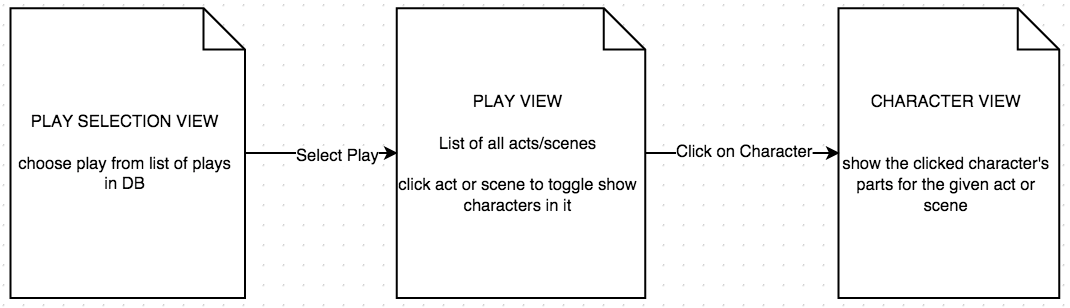 PLAY SELECTION VIEW
choose play from list of plays
in DB
Select Play
PLAY VIEW
List of all acts/scenes
click act or scene to toggle show
characters in it
Click on Character
CHARACTER VIEW
show the clicked character's
parts for the given act or
scene